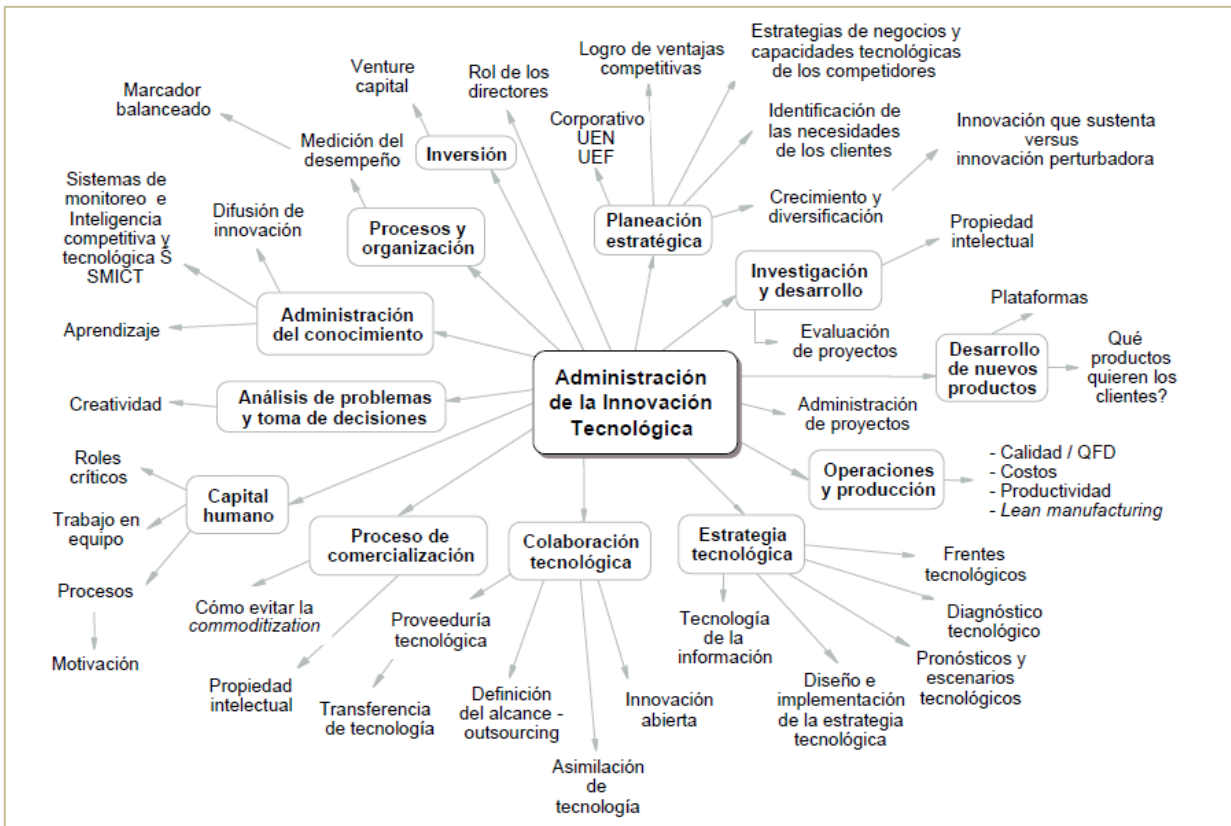 Estrategias de negocios y
capacidades tecnológicas
de los competidores
Logro de ventajas
competitivas
Venture
capital
Rol de los
directores
Marcador
balanceado
Corporativo
UEN
UEF
Identificación de
las necesidades
de los clientes
Innovación que sustenta
versus
innovación perturbadora
Medición del
desempeño
Inversión
Sistemas de
monitoreo e
Inteligencia
competitiva y
tecnológica Š
SMICT
Difusión de
innovación
Procesos y
organización
Planeación
estratégica
Crecimiento y
diversificación
Propiedad
intelectual
Investigación
y desarrollo
Administración
del conocimiento
Aprendizaje
Plataformas
Evaluación
de proyectos
Desarrollo
de nuevos
productos
Qué
productos
quieren los
clientes?
Administración
de la Innovación
Tecnológica
Creatividad
Análisis de problemas
y toma de decisiones
Administración
de proyectos
Roles
críticos
Capital
humano
Operaciones
y producción
- Calidad / QFD
- Costos
- Productividad
- Lean manufacturing
Trabajo en
equipo
Proceso de
comercialización
Colaboración
tecnológica
Estrategia
tecnológica
Frentes
tecnológicos
Procesos
Cómo evitar la
commoditization
Proveeduría
tecnológica
Tecnología
de la
información
Diagnóstico
tecnológico
Motivación
Propiedad
intelectual
Transferencia
de tecnología
Definición
del alcance -
outsourcing
Innovación
abierta
Diseño e
implementación
de la estrategia
tecnológica
Pronósticos y
escenarios
tecnológicos
Asimilación
de
tecnología